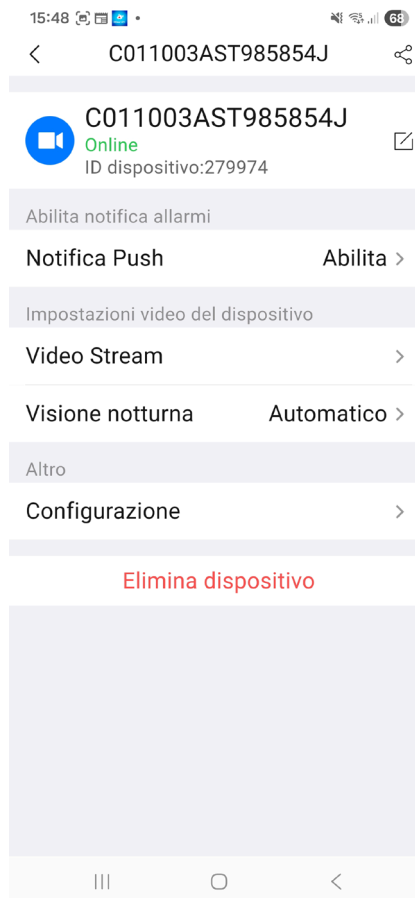 15:48
68
C011003AST985854J
C011003AST985854J
Online
ID dispositivo:279974
Abilita notifica allarmi
Notifica Push Abilita
Impostazioni video del dispositivo
Video Stream
Visione notturna Automatico
Altro
Configurazione
Elimina dispositivo